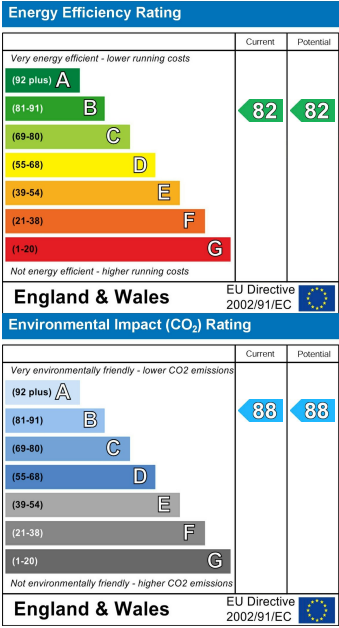 Energy Efficiency Rating
Current Potential
Very energy efficient - lower running costs
(92 plus) A
(81-91) B
82 82
(69-80) C
(55-68) D
(39-54) E
(21-38) F
(1-20) G
Not energy efficient - higher running costs
England & Wales
EU Directive
2002/91/EC
Environmental Impact (CO₂) Rating
Current Potential
Very environmentally friendly - lower CO2 emissions
(92 plus) A
(81-91) B
88 88
(69-80) C
(55-68) D
(39-54) E
(21-38) F
(1-20) G
Not environmentally friendly - higher CO2 emissions
England & Wales
EU Directive
2002/91/EC